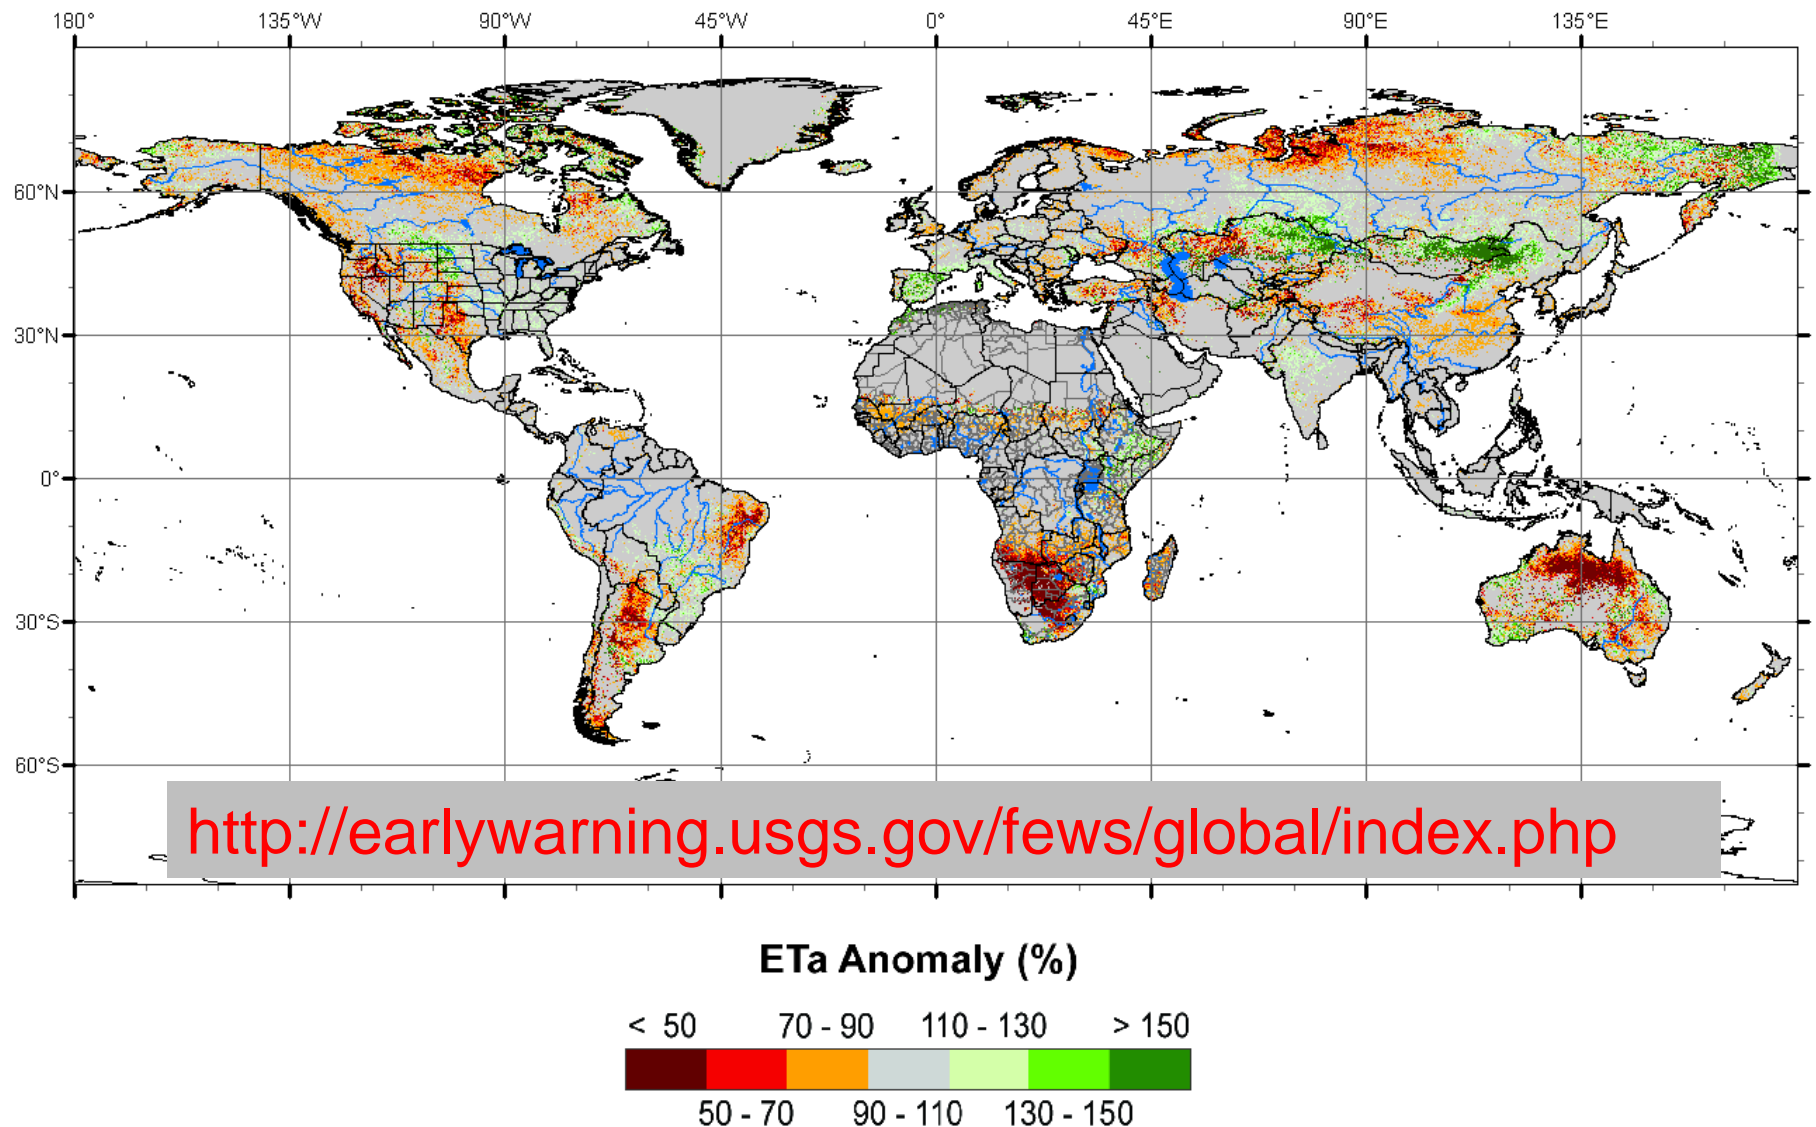 180° 135°W 90°W 45°W 0° 45°E 90°E 135°E
60°N
30°N
0°
30°S
60°S
http://earlywarning.usgs.gov/fews/global/index.php
ETa Anomaly (%)
< 50 70 - 90 110 - 130 > 150
50 - 70 90 - 110 130 - 150